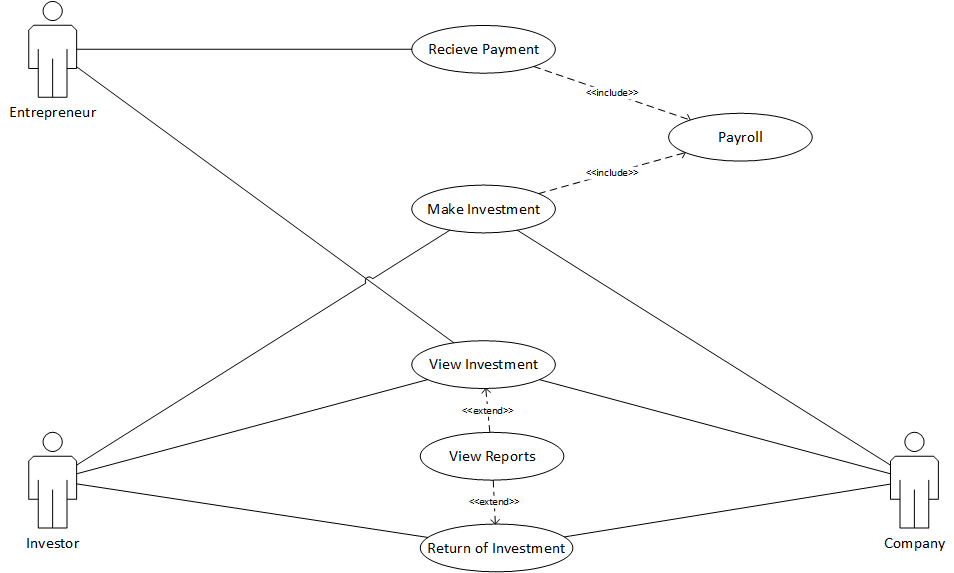 Recieve Payment
<<include>>
Entrepreneur
Payroll
<<include>>
Make Investment
View Investment
<<extend>>
View Reports
<<extend>>
Investor
Company
Return of Investment